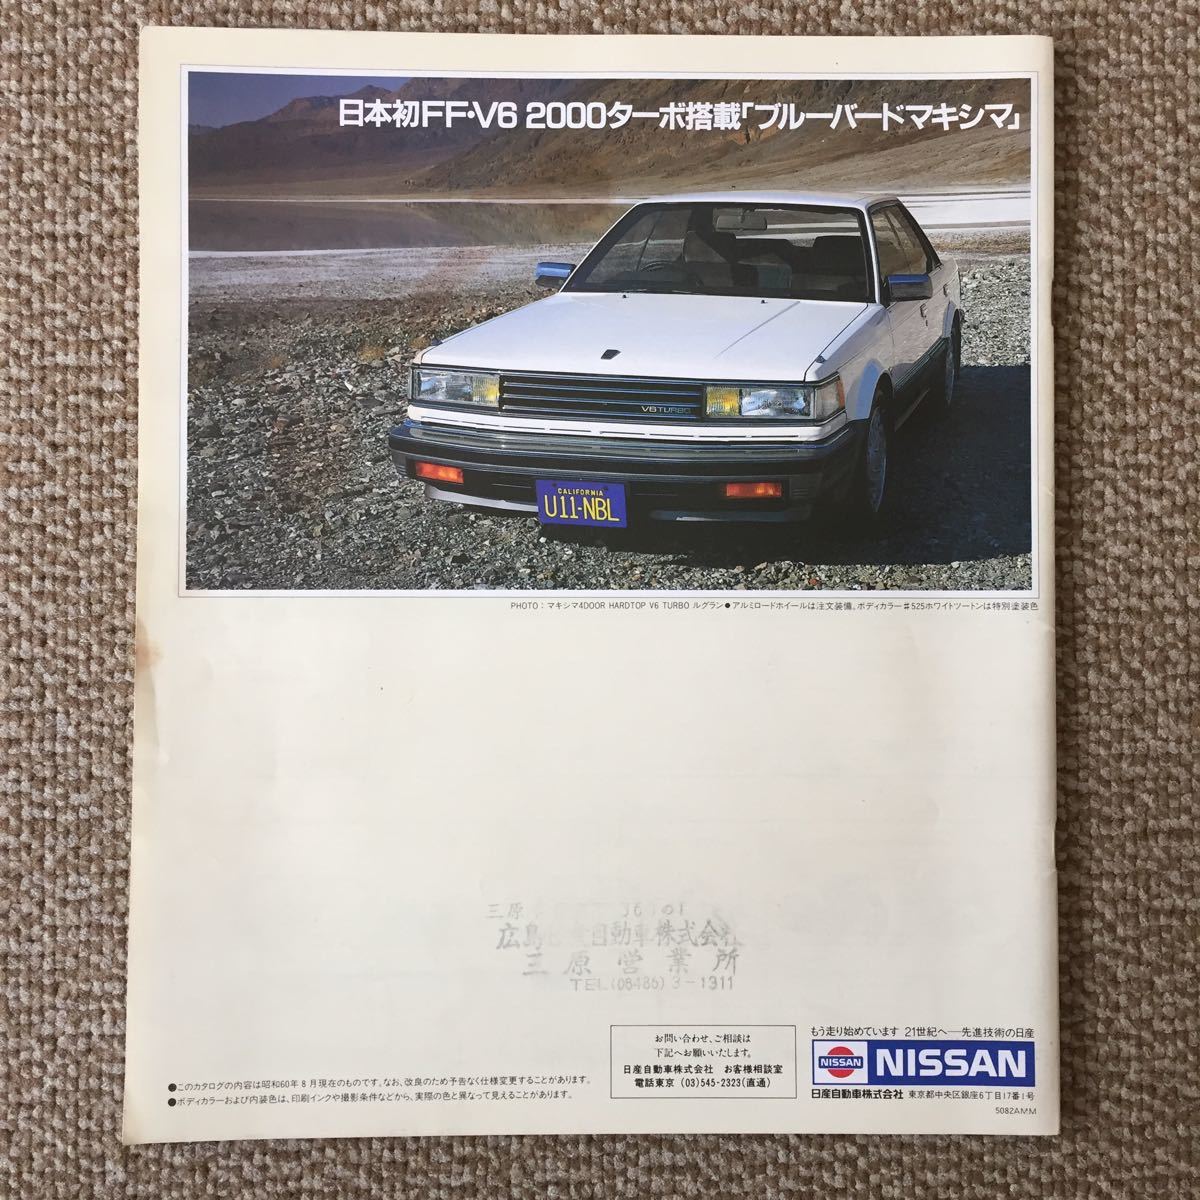 日本初FF・V6 2000ターボ搭載「ブルーバードマキシマ」
V6 TURBO
CALIFORNIA
U11-NBL
PHOTO：マキシマ4DOOR HARDTOP V6 TURBO ルグラン●アルミロードホイールは注文装備。ボディカラー#525ホワイトツートンは特別塗装色
三原
の1
広島 自動車株式会社
三原営業所
TEL(08486)3-1311
●このカタログの内容は昭和60年8月現在のものです。なお、改良のため予告なく仕様変更することがあります。
●ボディカラーおよび内装色は、印刷インクや撮影条件などから、実際の色と異なって見えることがあります。
お問い合わせ、ご相談は
下記へお願いいたします。
日産自動車株式会社 お客様相談室
電話東京 (03)545-2323(直通)
もう走り始めています 21世紀へ―先進技術の日産
NISSAN NISSAN
日産自動車株式会社 東京都中央区銀座6丁目17番1号
5082AMM